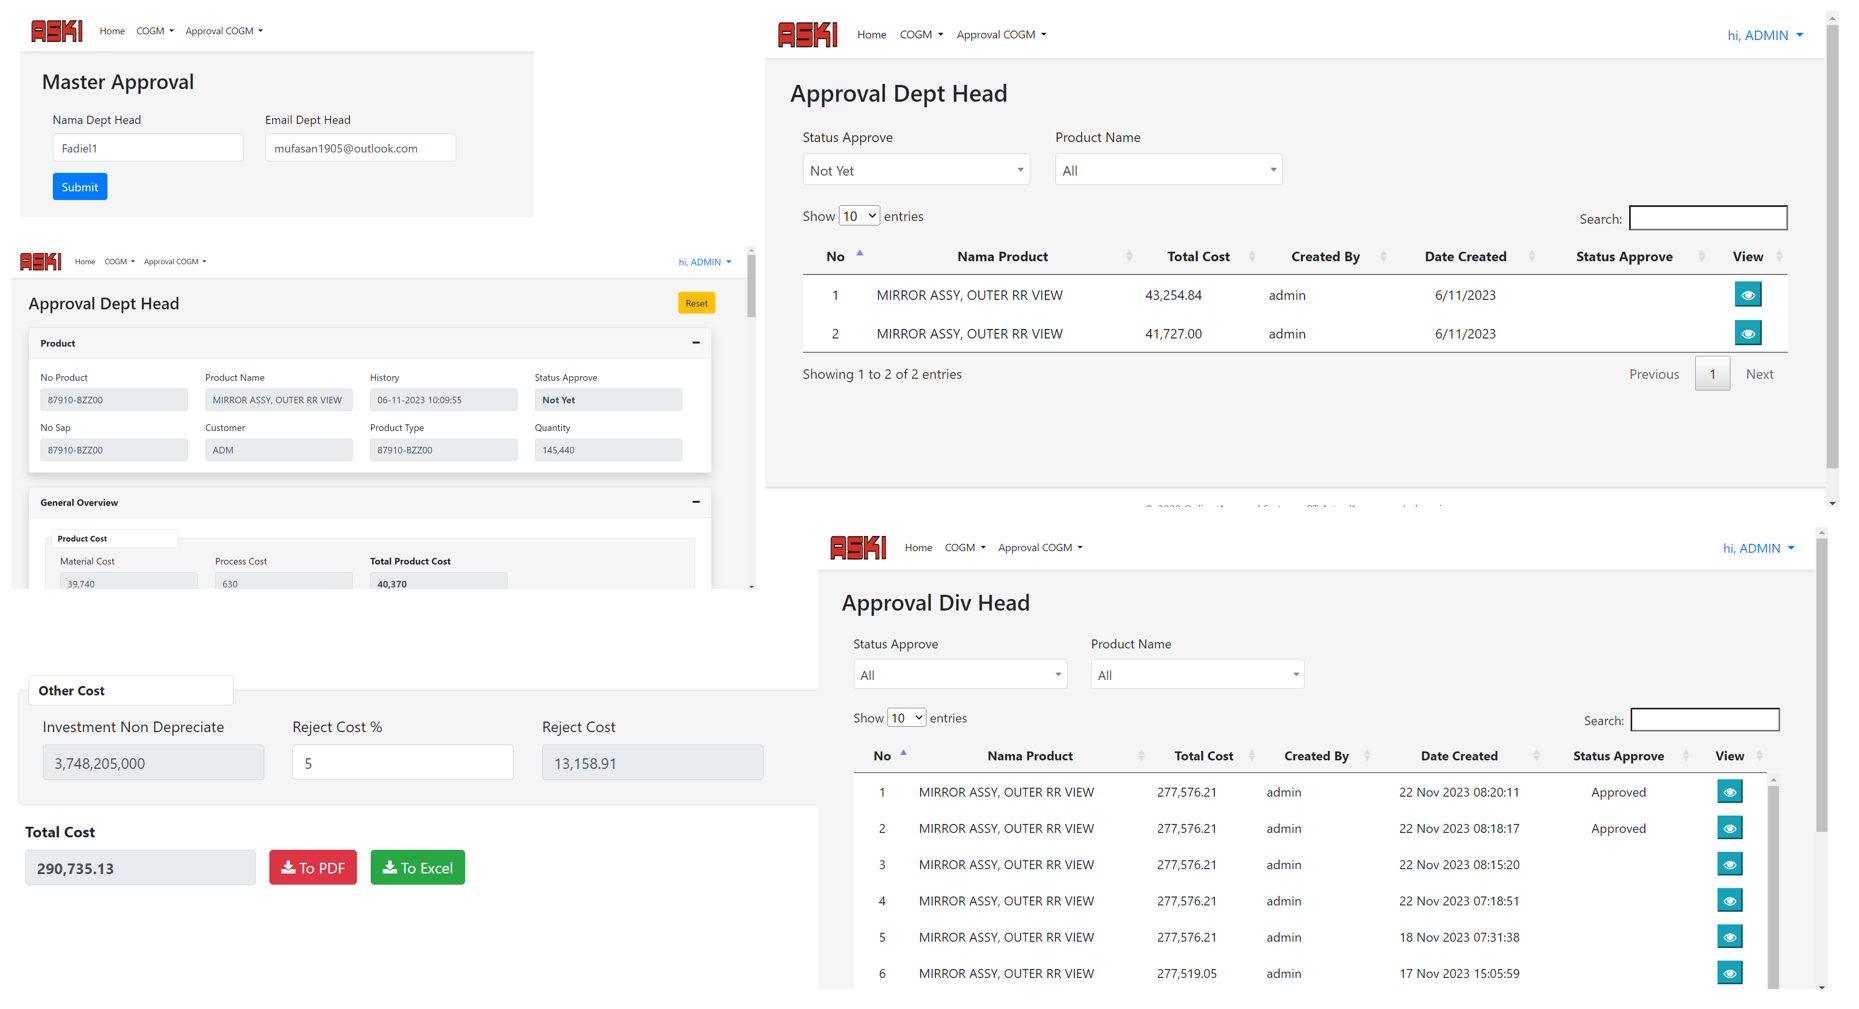 ASKI Home COGM Approval COGM
Master Approval
Nama Dept Head Email Dept Head
Fadiel1 mufasan1905@outlook.com
Submit
ASKI Home COGM Approval COGM hi, ADMIN
Approval Dept Head
Reset
Product
No Product Product Name History Status Approve
87910-BZZ00 MIRROR ASSY, OUTER RR VIEW 06-11-2023 10:09:55 Not Yet
No Sap Customer Product Type Quantity
87910-BZZ00 ADM 87910-BZZ00 145,440
General Overview
Product Cost
Material Cost Process Cost Total Product Cost
39,740 630 40,370
Other Cost
Investment Non Depreciate Reject Cost % Reject Cost
3,748,205,000 5 13,158.91
Total Cost
290,735.13 To PDF To Excel
ASKI Home COGM Approval COGM hi, ADMIN
Approval Dept Head
Status Approve Product Name
Not Yet All
Show 10 entries Search:
No Nama Product Total Cost Created By Date Created Status Approve View
1 MIRROR ASSY, OUTER RR VIEW 43,254.84 admin 6/11/2023
2 MIRROR ASSY, OUTER RR VIEW 41,727.00 admin 6/11/2023
Showing 1 to 2 of 2 entries Previous 1 Next
ASKI Home COGM Approval COGM hi, ADMIN
Approval Div Head
Status Approve Product Name
All All
Show 10 entries Search:
No Nama Product Total Cost Created By Date Created Status Approve View
1 MIRROR ASSY, OUTER RR VIEW 277,576.21 admin 22 Nov 2023 08:20:11 Approved
2 MIRROR ASSY, OUTER RR VIEW 277,576.21 admin 22 Nov 2023 08:18:17 Approved
3 MIRROR ASSY, OUTER RR VIEW 277,576.21 admin 22 Nov 2023 08:15:20
4 MIRROR ASSY, OUTER RR VIEW 277,576.21 admin 22 Nov 2023 07:18:51
5 MIRROR ASSY, OUTER RR VIEW 277,576.21 admin 18 Nov 2023 07:31:38
6 MIRROR ASSY, OUTER RR VIEW 277,519.05 admin 17 Nov 2023 15:05:59